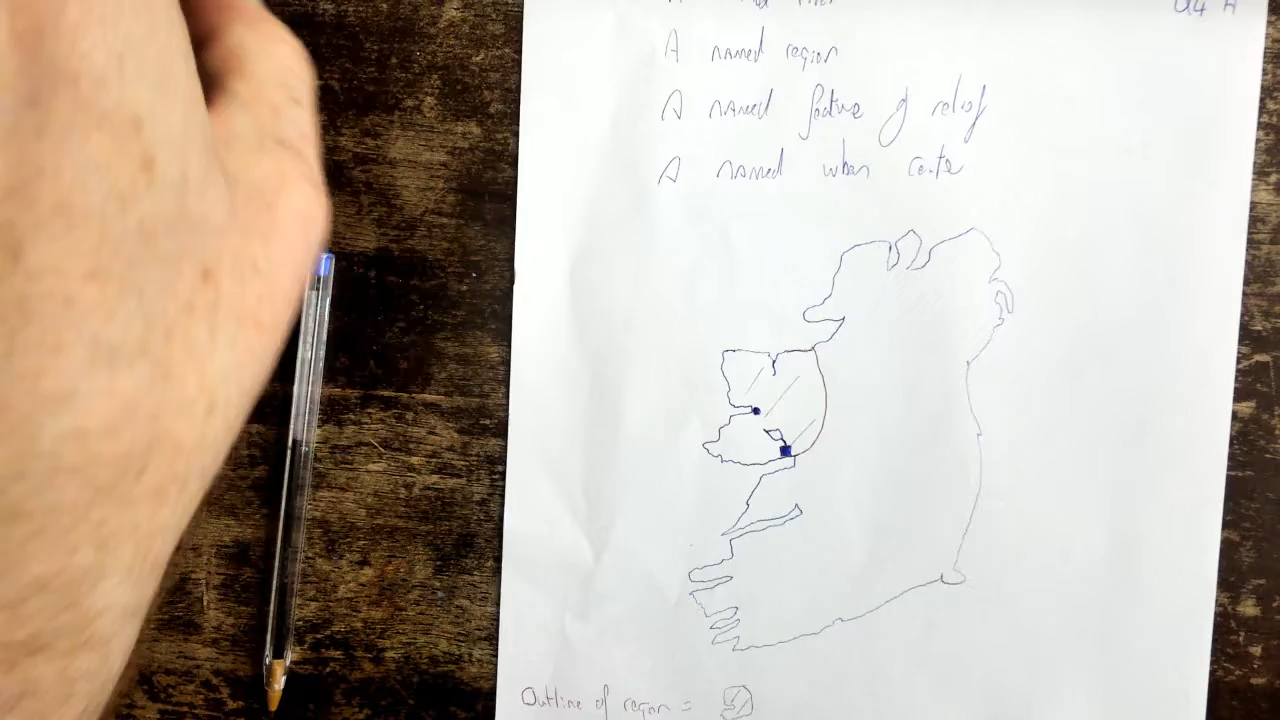 A named region
A named feature of relief
A named urban centre
Outline of region =